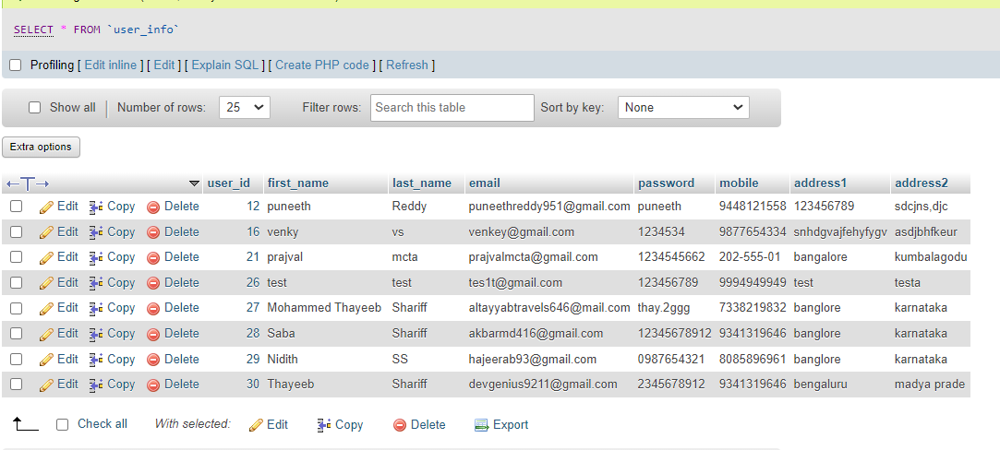 SELECT * FROM `user_info`
Profiling [ Edit inline ] [ Edit ] [ Explain SQL ] [ Create PHP code ] [ Refresh ]
Show all Number of rows: 25 Filter rows: Search this table Sort by key: None
Extra options
user_id first_name last_name email password mobile address1 address2
Edit Copy Delete 12 puneeth Reddy puneethreddy951@gmail.com puneeth 9448121558 123456789 sdcjns,djc
Edit Copy Delete 16 venky vs venkey@gmail.com 1234534 9877654334 snhdgvajfehyfygv asdjbhfkeur
Edit Copy Delete 21 prajval mcta prajvalmcta@gmail.com 1234545662 202-555-01 bangalore kumbalagodu
Edit Copy Delete 26 test test tes1t@gmail.com 123456789 9994949949 test testa
Edit Copy Delete 27 Mohammed Thayeeb Shariff altayyabtravels646@mail.com thay.2ggg 7338219832 banglore karnataka
Edit Copy Delete 28 Saba Shariff akbarmd416@gmail.com 12345678912 9341319646 banglore karnataka
Edit Copy Delete 29 Nidith SS hajeerab93@gmail.com 0987654321 8085896961 banglore karnataka
Edit Copy Delete 30 Thayeeb Shariff devgenius9211@gmail.com 2345678912 9341319646 bengaluru madya prade
Check all With selected: Edit Copy Delete Export